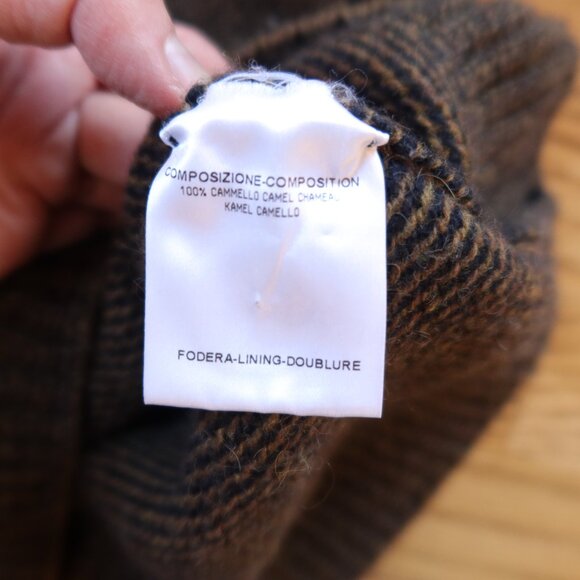 COMPOSIZIONE-COMPOSITION
100% CAMMELLO CAMEL CHAMEAU
KAMEL CAMELLO
FODERA-LINING-DOUBLURE